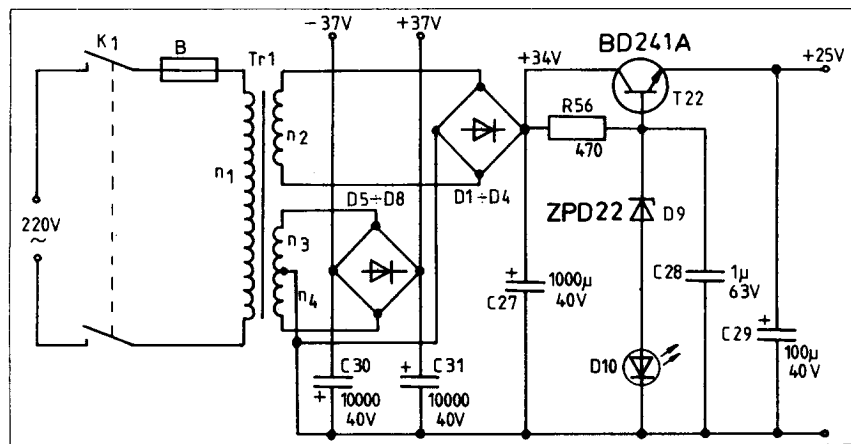 -37V
+37V
K1
B
Tr1
BD241A
+34V
+25V
T22
R56
470
n2
n1
D5÷D8
D1÷D4
ZPD22
D9
220V
~
n3
n4
C28
1µ
63V
+
1000µ
40V
C27
+
C29
100µ
40V
D10
C30
+
10000
40V
+
C31
10000
40V